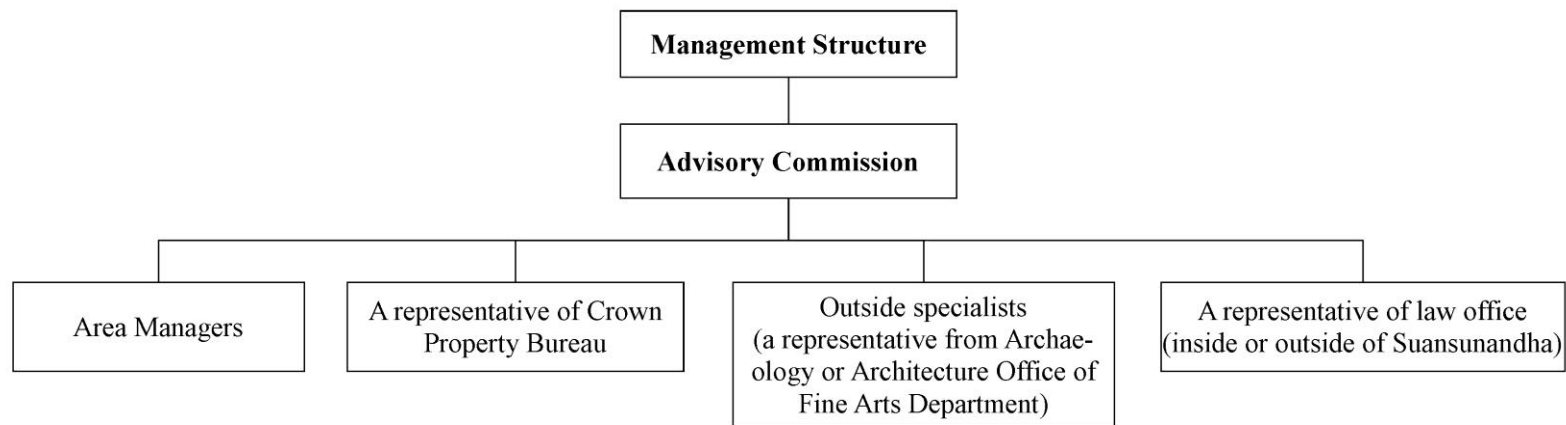 Management Structure
Advisory Commission
Area Managers
A representative of Crown
Property Bureau
Outside specialists
(a representative from Archae-
ology or Architecture Office of
Fine Arts Department)
A representative of law office
(inside or outside of Suansunandha)